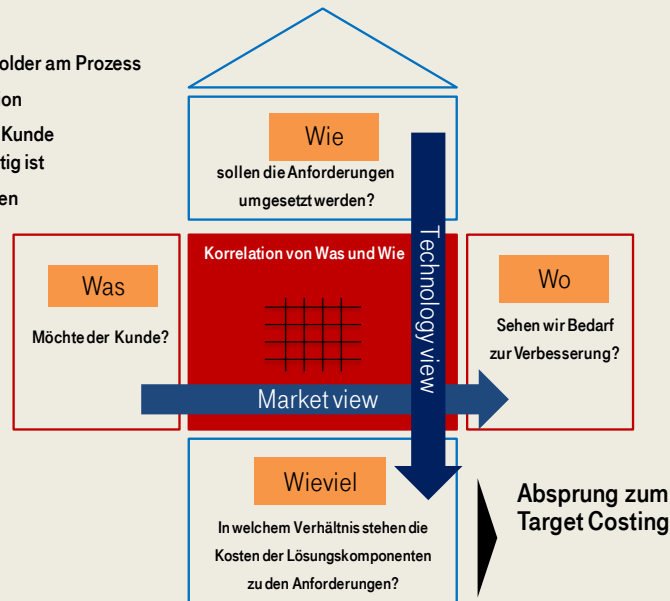 older am Prozess
ion
Kunde
tig ist
en
Wie
sollen die Anforderungen
umgesetzt werden?
Technology view
Korrelation von Was und Wie
Was
Möchte der Kunde?
Wo
Sehen wir Bedarf
zur Verbesserung?
Market view
Wieviel
In welchem Verhältnis stehen die
Kosten der Lösungskomponenten
zu den Anforderungen?
Absprung zum
Target Costing